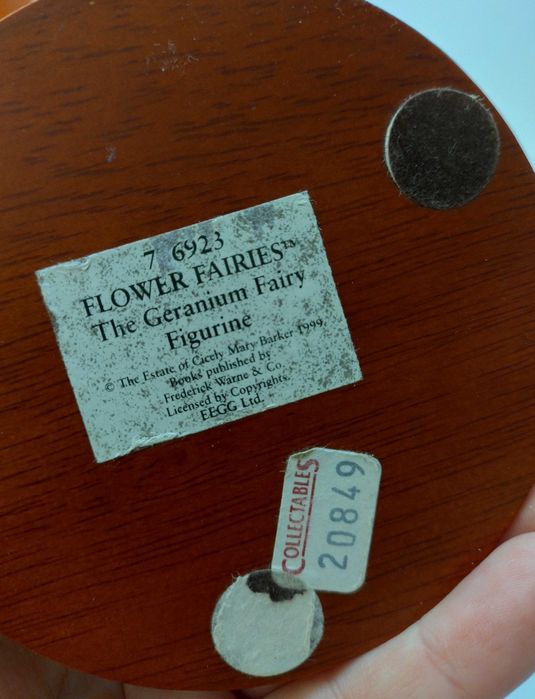 7 6923
FLOWER FAIRIES™
The Geranium Fairy
Figurine
© The Estate of Cicely Mary Barker 1999
Books published by
Frederick Warne & Co.
Licensed by Copyrights
EEGG Ltd.
COLLECTABLES
20849